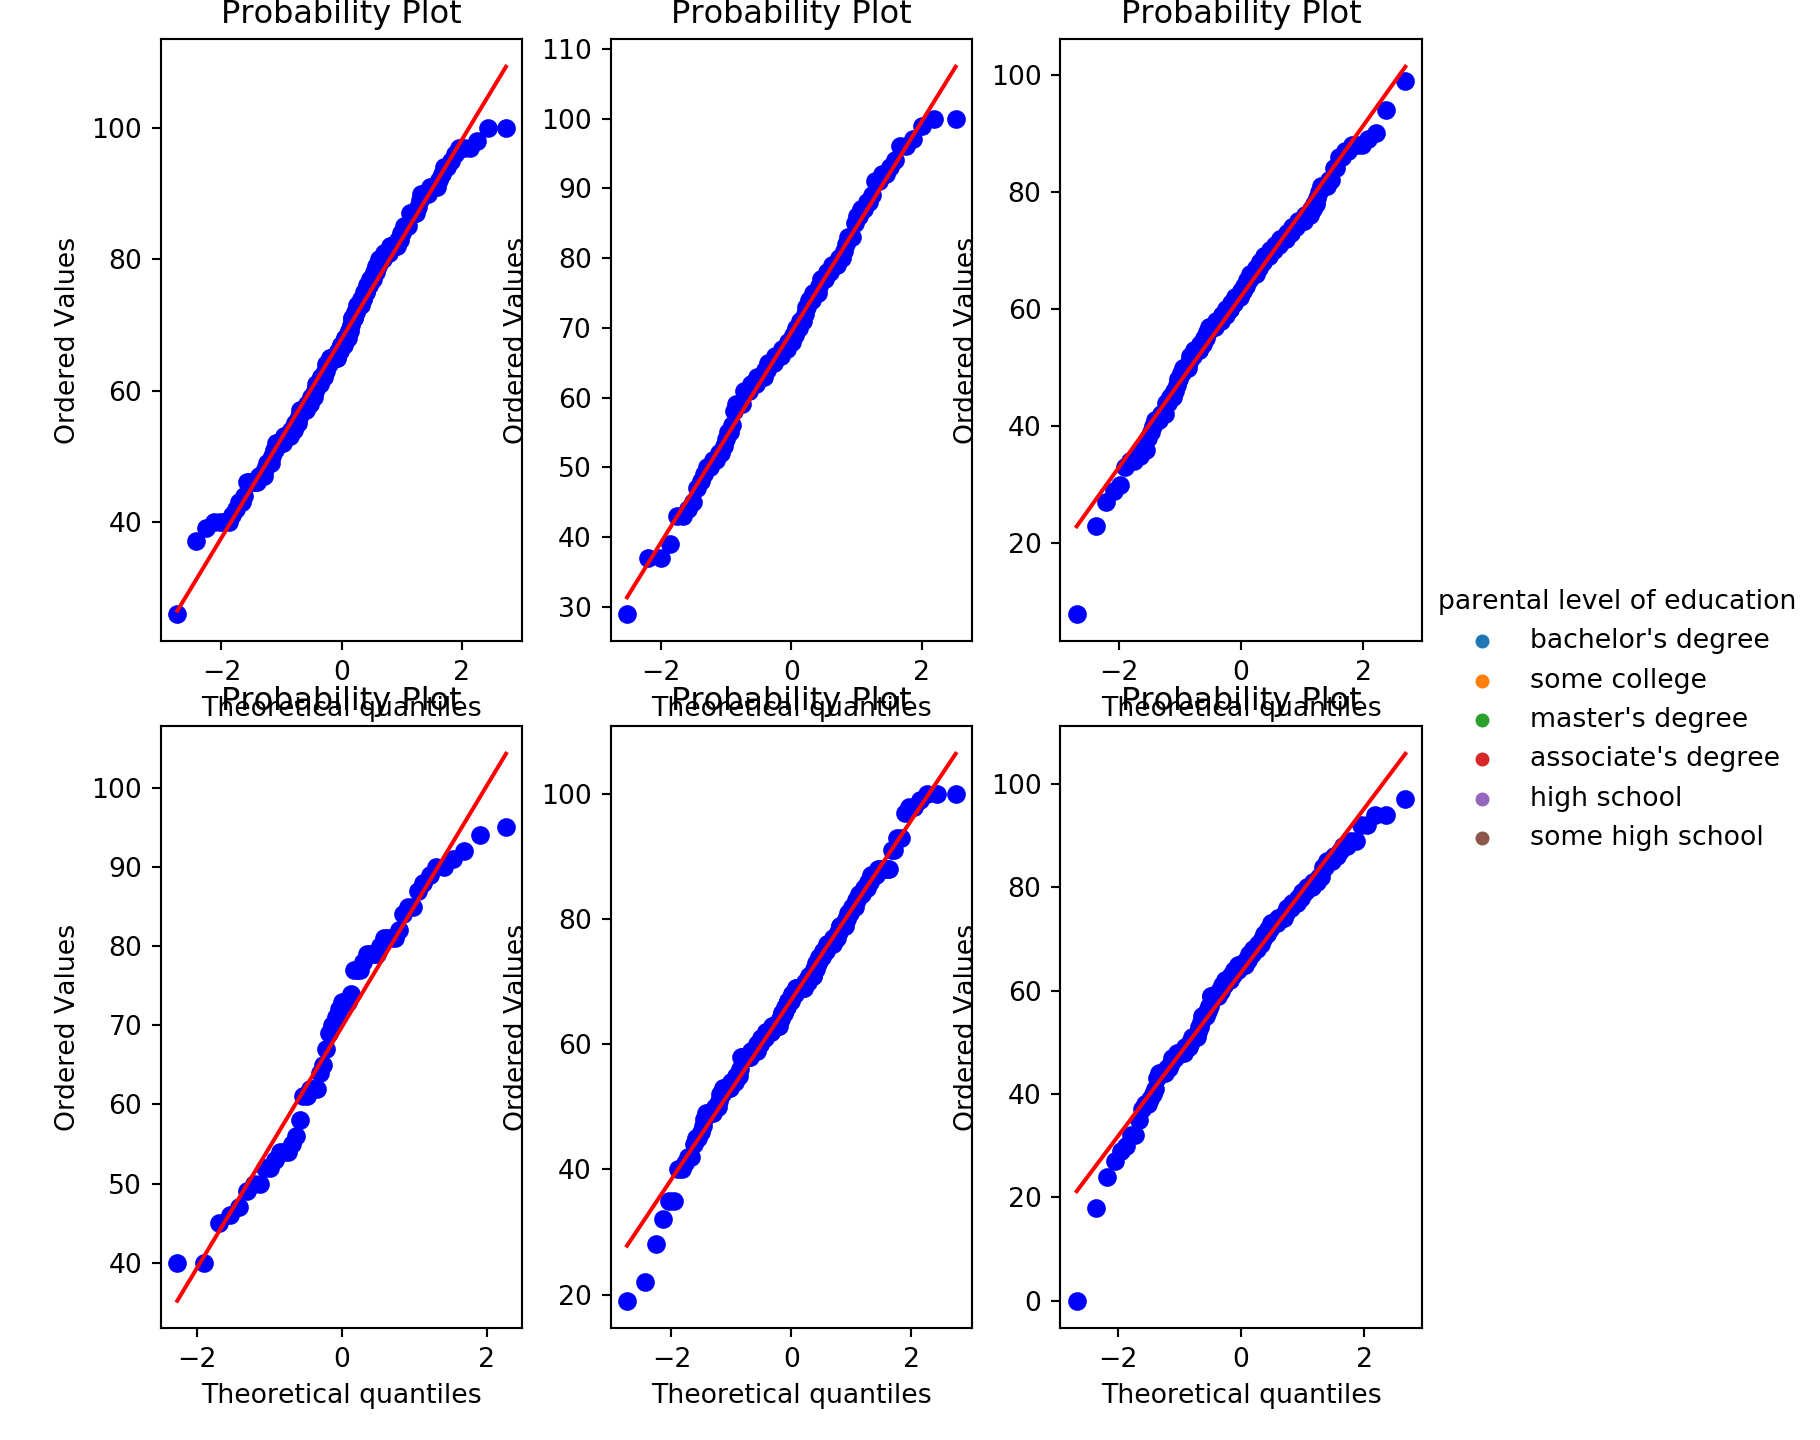 Probability Plot Probability Plot Probability Plot
Ordered Values
100
80
60
40
−2 0 2
Theoretical quantiles
Ordered Values
110
100
90
80
70
60
50
40
30
−2 0 2
Theoretical quantiles
Ordered Values
100
80
60
40
20
−2 0 2
Theoretical quantiles
parental level of education
bachelor's degree
some college
master's degree
associate's degree
high school
some high school
Probability Plot Probability Plot Probability Plot
Ordered Values
100
90
80
70
60
50
40
−2 0 2
Theoretical quantiles
Ordered Values
100
80
60
40
20
−2 0 2
Theoretical quantiles
Ordered Values
100
80
60
40
20
0
−2 0 2
Theoretical quantiles